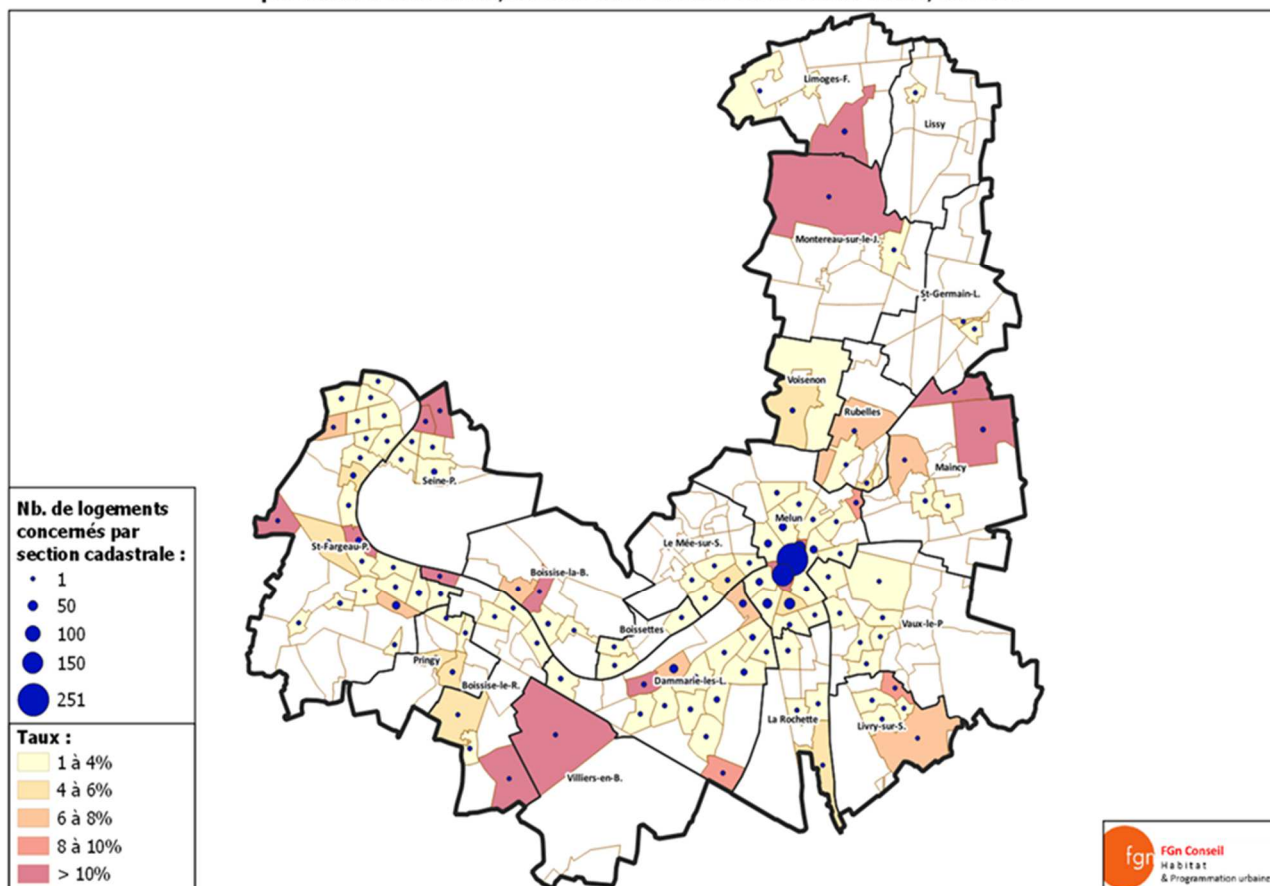 Limoges-F.
Lissy
Montereau-sur-le-J.
St-Germain-L.
Voisenon
Rubelles
Maincy
Seine-P.
Melun
Le Mée-sur-S.
St-Fargeau-P.
Boissise-la-B.
Boissettes
Vaux-le-P
Pringy
Boissise-le-R.
Dammarie-les-L.
La Rochette
Livry-sur-S.
Villiers-en-B.
Nb. de logements
concernés par
section cadastrale :
1
50
100
150
251
Taux :
1 à 4%
4 à 6%
6 à 8%
8 à 10%
> 10%
fgn
FGn Conseil
Habitat
& Programmation urbaine